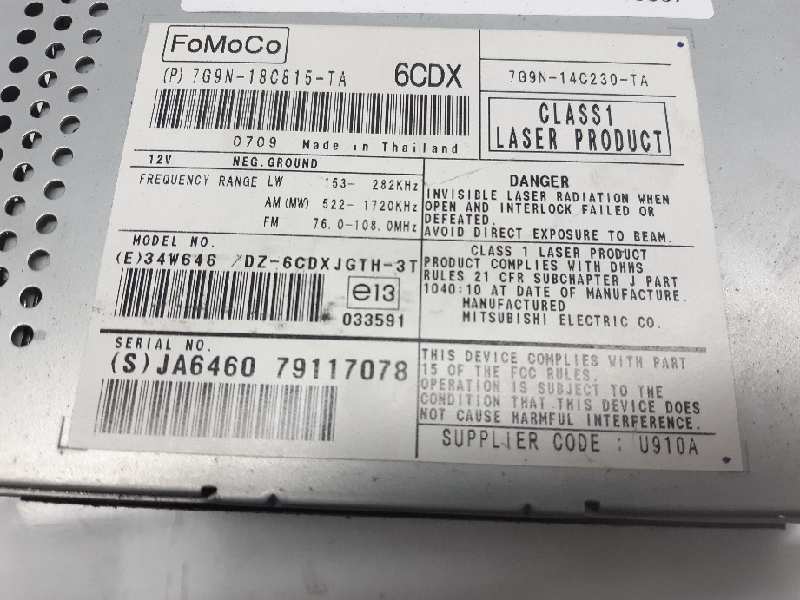 FoMoCo
(P) 7G9N-18C815-TA 6CDX
0709 Made in Thailand
7G9N-14C230-TA
CLASS1
LASER PRODUCT
12V NEG.GROUND
FREQUENCY RANGE LW 153- 282KHz
AM(MW) 522- 1720KHz
FM 76.0-108.0MHz
DANGER
INVISIBLE LASER RADIATION WHEN
OPEN AND INTERLOCK FAILED OR
DEFEATED.
AVOID DIRECT EXPOSURE TO BEAM.
MODEL NO.
(E)34W646 /DZ-6CDXJGTH-3T
e13
033591
CLASS 1 LASER PRODUCT
PRODUCT COMPLIES WITH DHHS
RULES 21 CFR SUBCHAPTER J PART
1040:10 AT DATE OF MANUFACTURE.
MANUFACTURED
MITSUBISHI ELECTRIC CO.
SERIAL NO.
(S)JA6460 79117078
THIS DEVICE COMPLIES WITH PART
15 OF THE FCC RULES.
OPERATION IS SUBJECT TO THE
CONDITION THAT THIS DEVICE DOES
NOT CAUSE HARMFUL INTERFERENCE.
SUPPLIER CODE : U910A